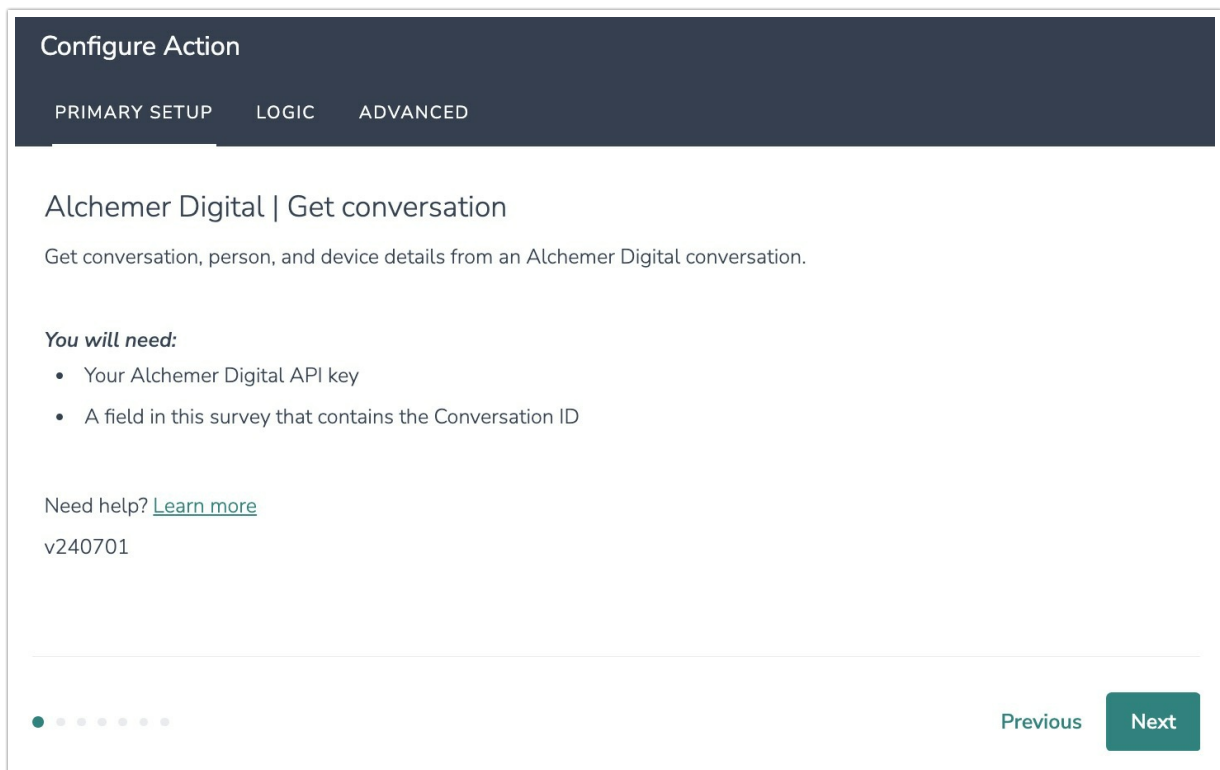 Configure Action
PRIMARY SETUP LOGIC ADVANCED
Alchemer Digital | Get conversation
Get conversation, person, and device details from an Alchemer Digital conversation.
You will need:
• Your Alchemer Digital API key
• A field in this survey that contains the Conversation ID
Need help? Learn more
v240701
Previous Next